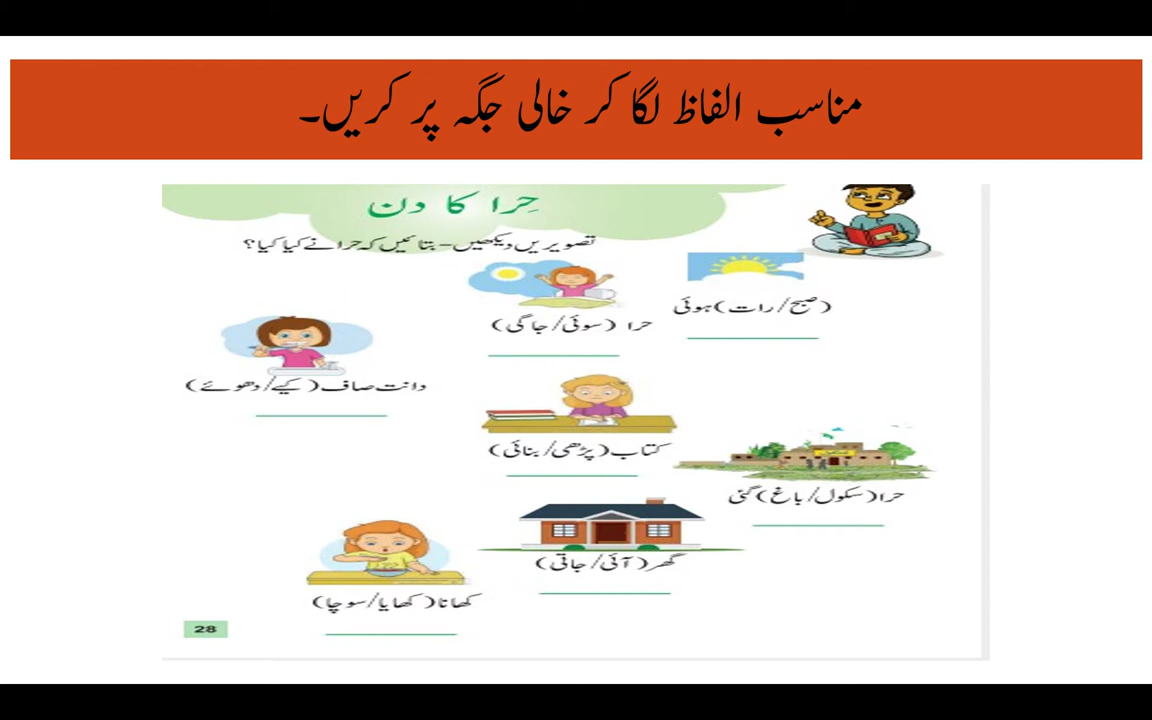 مناسب الفاظ لگا کر خالی جگہ پر کریں۔
حِرا کا دن
تصویریں دیکھیں- بتائیں کہ حرا نے کیا کیا؟
(صبح/رات) ہوئی
حرا (سوئی/جاگی)
دانت صاف (کیے/دھوئے)
کتاب (پڑھی/بنائی)
حرا (سکول/باغ) گئی
گھر (آئی/جاتی)
کھانا (کھایا/سوچا)
28